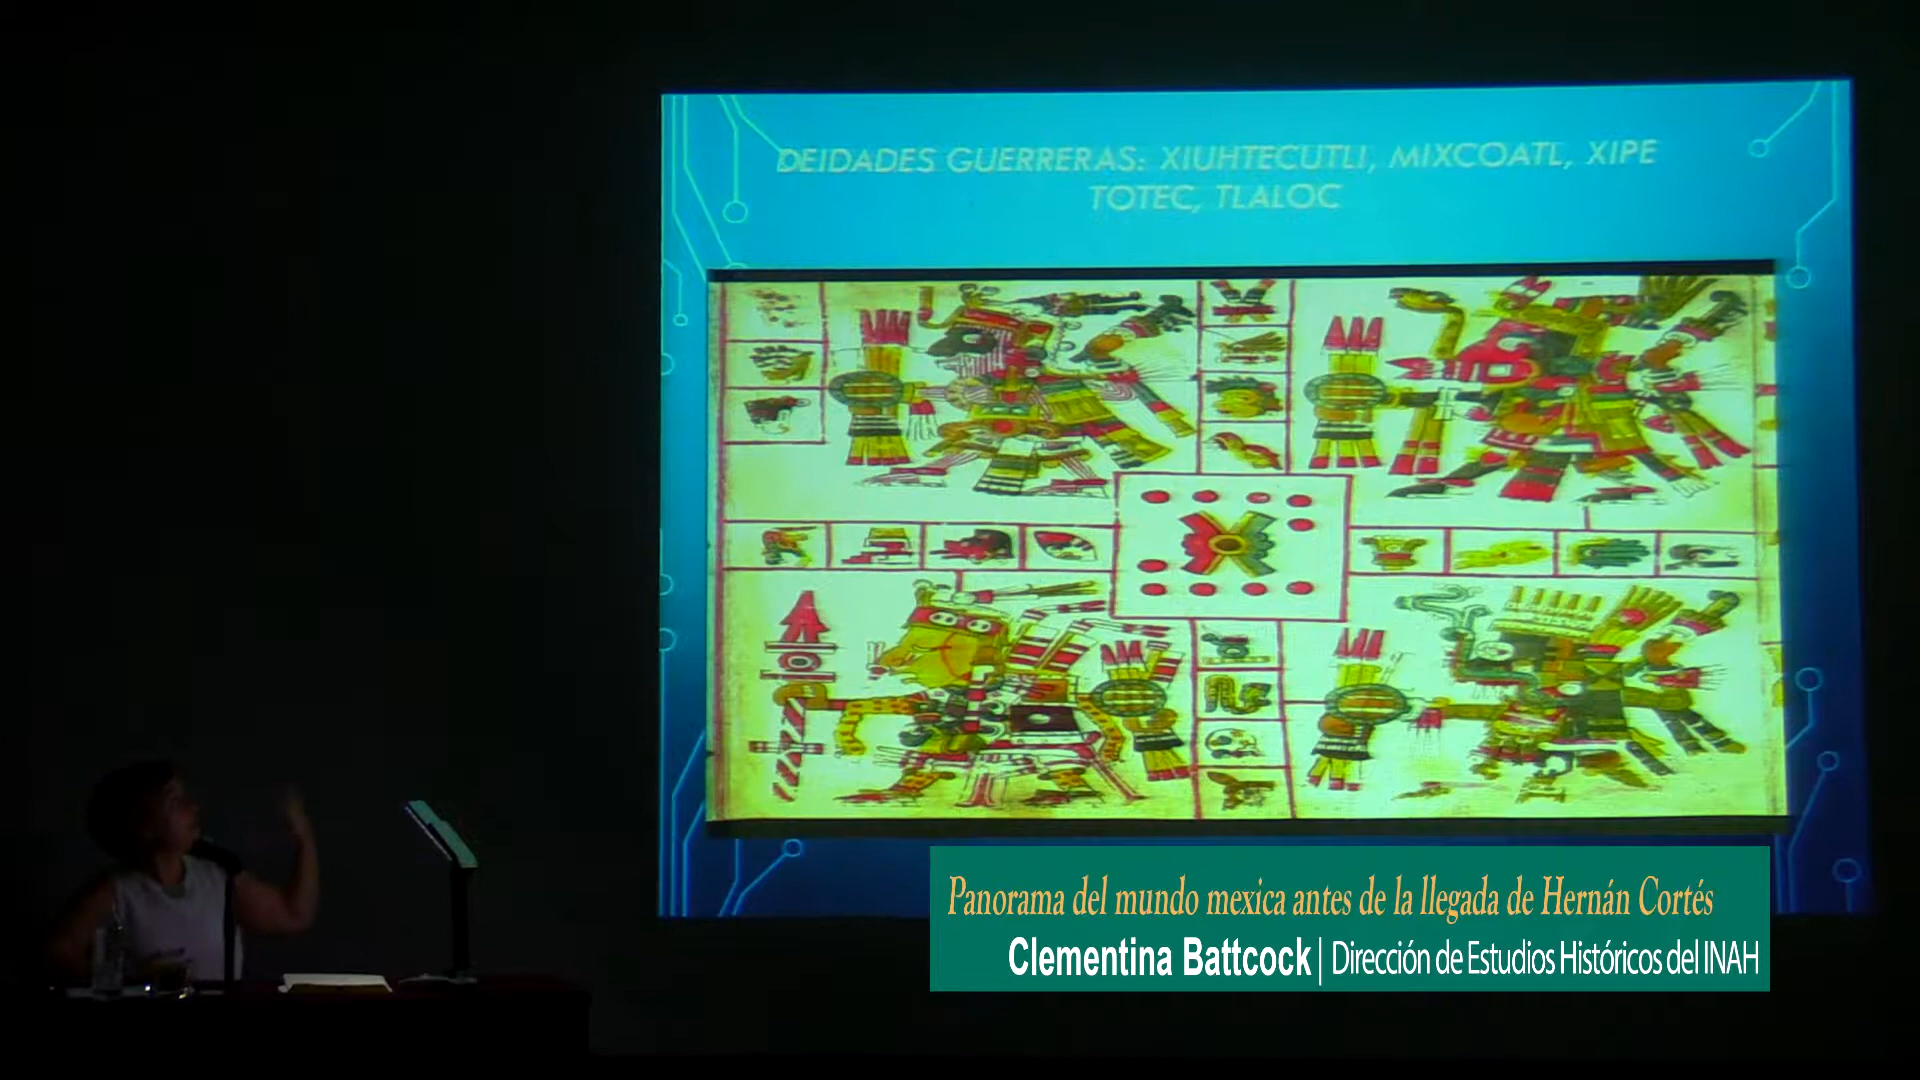 DEIDADES GUERRERAS: XIUHTECUTLI, MIXCOATL, XIPE
TOTEC, TLALOC
Panorama del mundo mexica antes de la llegada de Hernán Cortés
Clementina Battcock | Dirección de Estudios Históricos del INAH